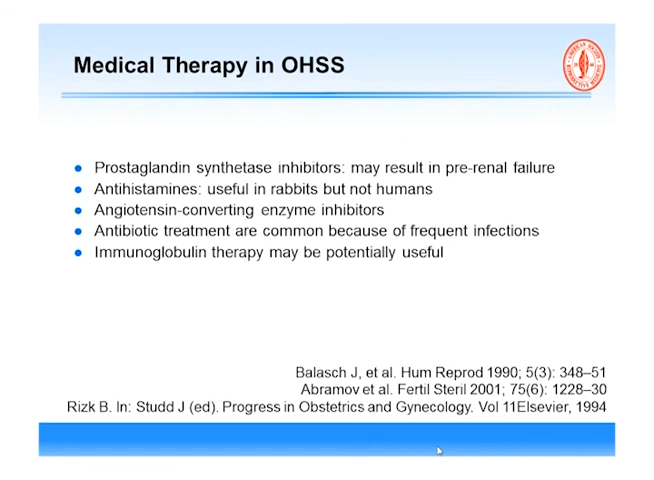 Medical Therapy in OHSS
Prostaglandin synthetase inhibitors: may result in pre-renal failure
Antihistamines: useful in rabbits but not humans
Angiotensin-converting enzyme inhibitors
Antibiotic treatment are common because of frequent infections
Immunoglobulin therapy may be potentially useful
Balasch J, et al. Hum Reprod 1990; 5(3): 348–51
Abramov et al. Fertil Steril 2001; 75(6): 1228–30
Rizk B. In: Studd J (ed). Progress in Obstetrics and Gynecology. Vol 11Elsevier, 1994